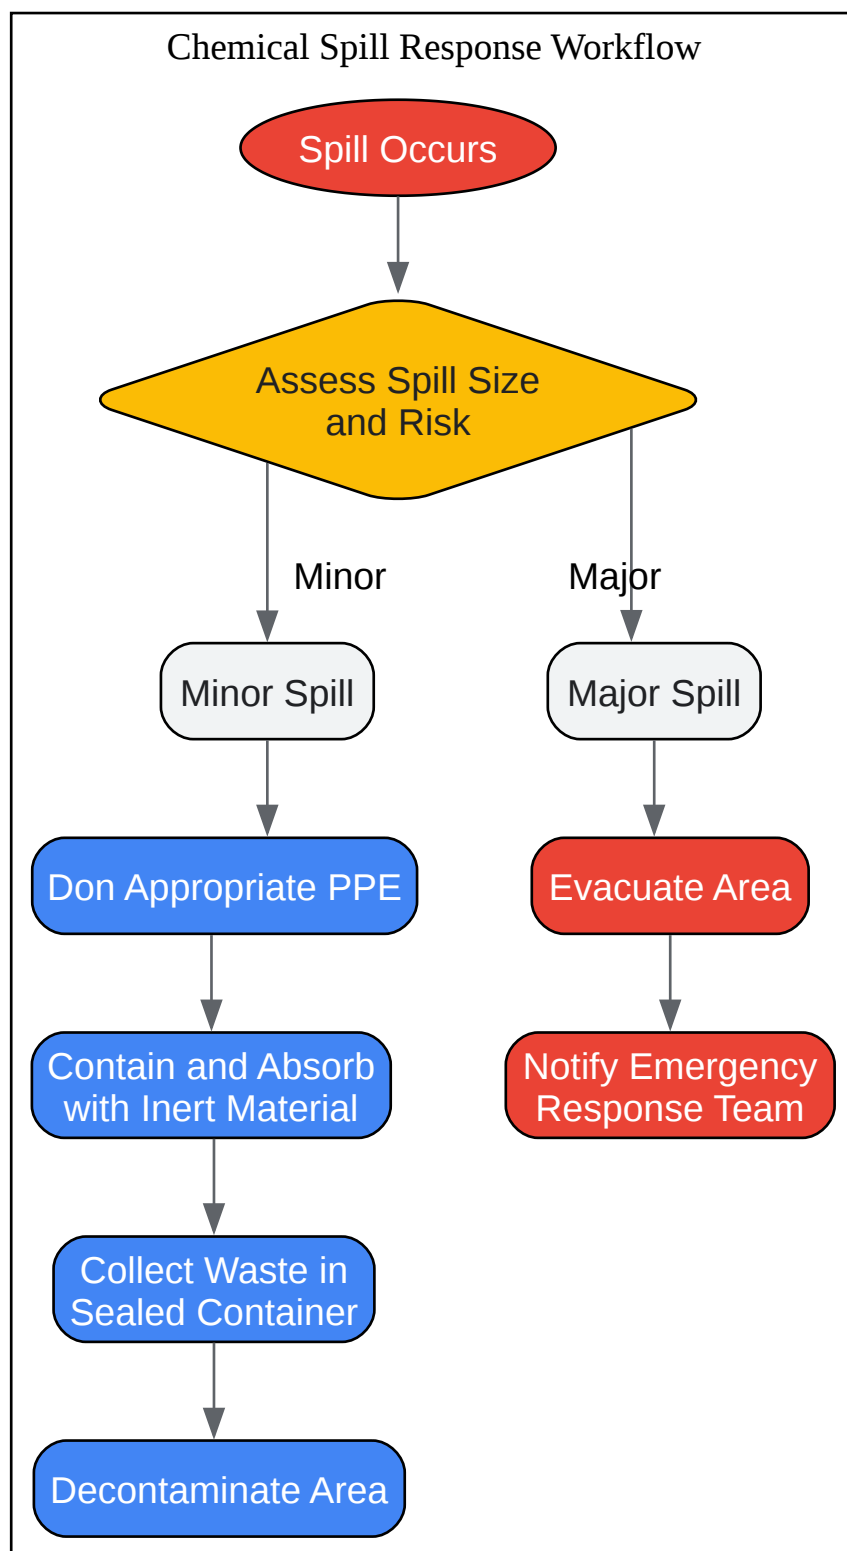 Chemical Spill Response Workflow
Spill Occurs
Assess Spill Size
and Risk
Minor
Major
Minor Spill
Major Spill
Don Appropriate PPE
Evacuate Area
Contain and Absorb
with Inert Material
Notify Emergency
Response Team
Collect Waste in
Sealed Container
Decontaminate Area